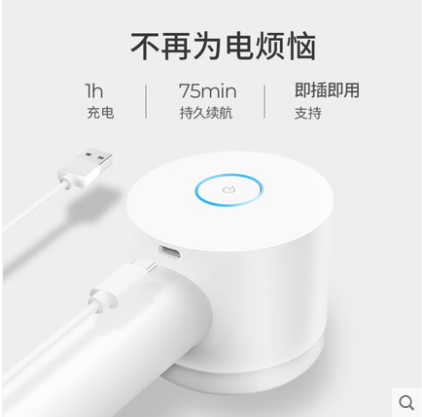 不再为电烦恼
1h
充电
75min
持久续航
即插即用
支持